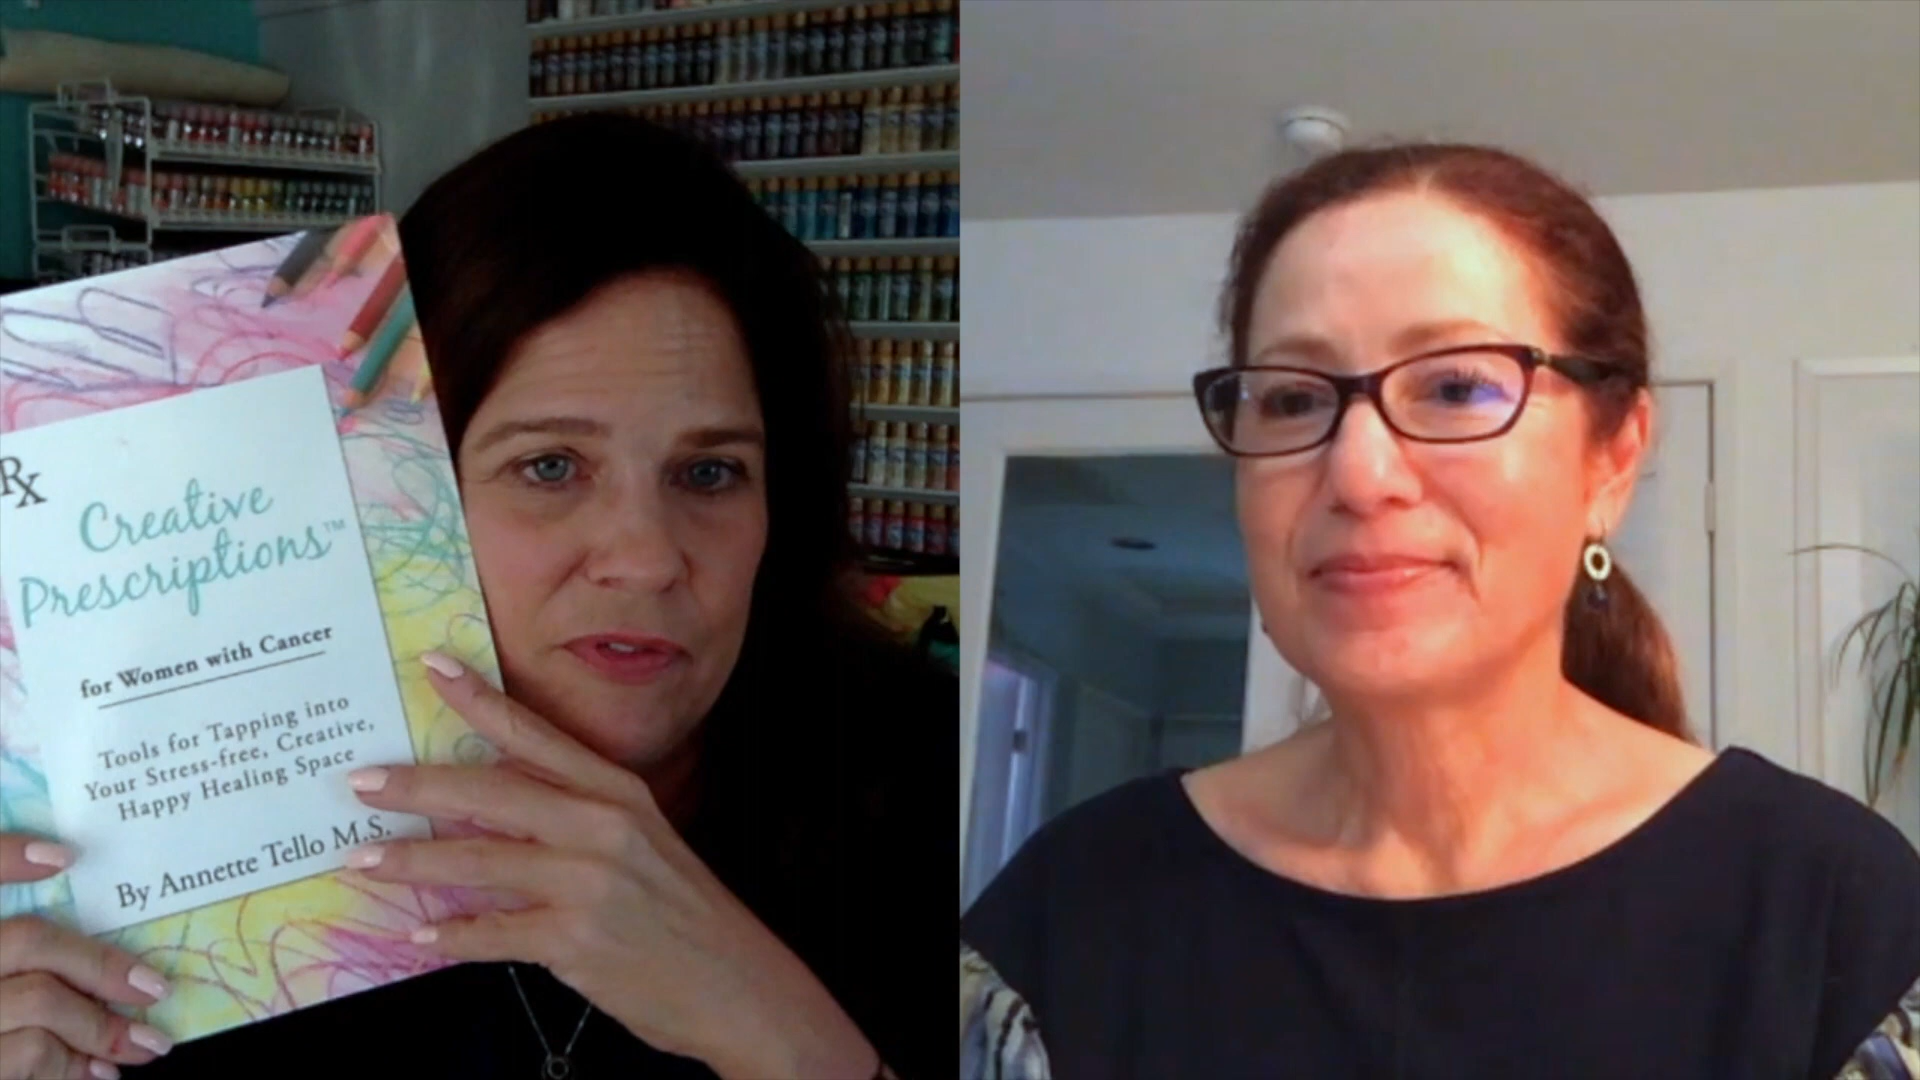 Rx
Creative
Prescriptions™
for Women with Cancer
Tools for Tapping into
Your Stress-free, Creative,
Happy Healing Space
By Annette Tello M.S.